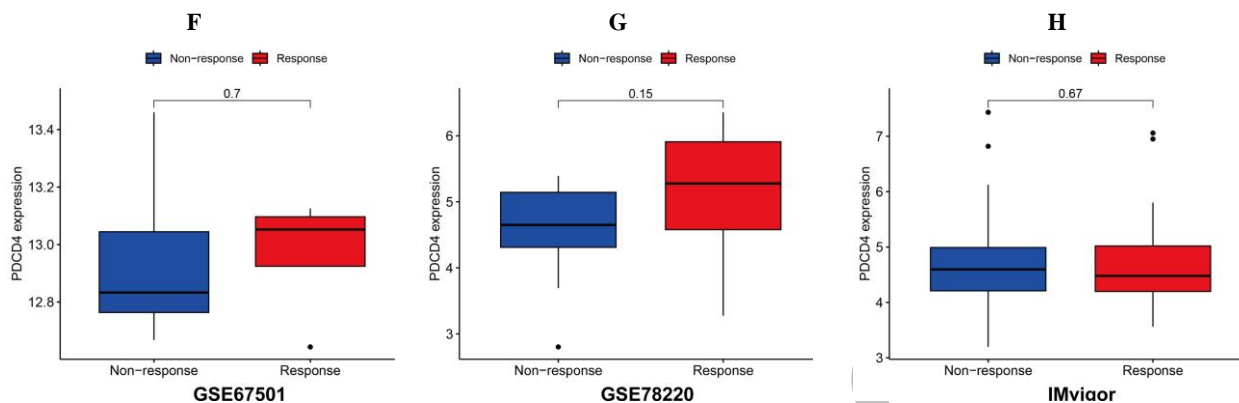 F
Non-response Response
0.7
13.4
13.2
13.0
12.8
PDCD4 expression
Non-response Response
GSE67501
G
Non-response Response
0.15
6
5
4
3
PDCD4 expression
Non-response Response
GSE78220
H
Non-response Response
0.67
7
6
5
4
3
PDCD4 expression
Non-response Response
IMvigor